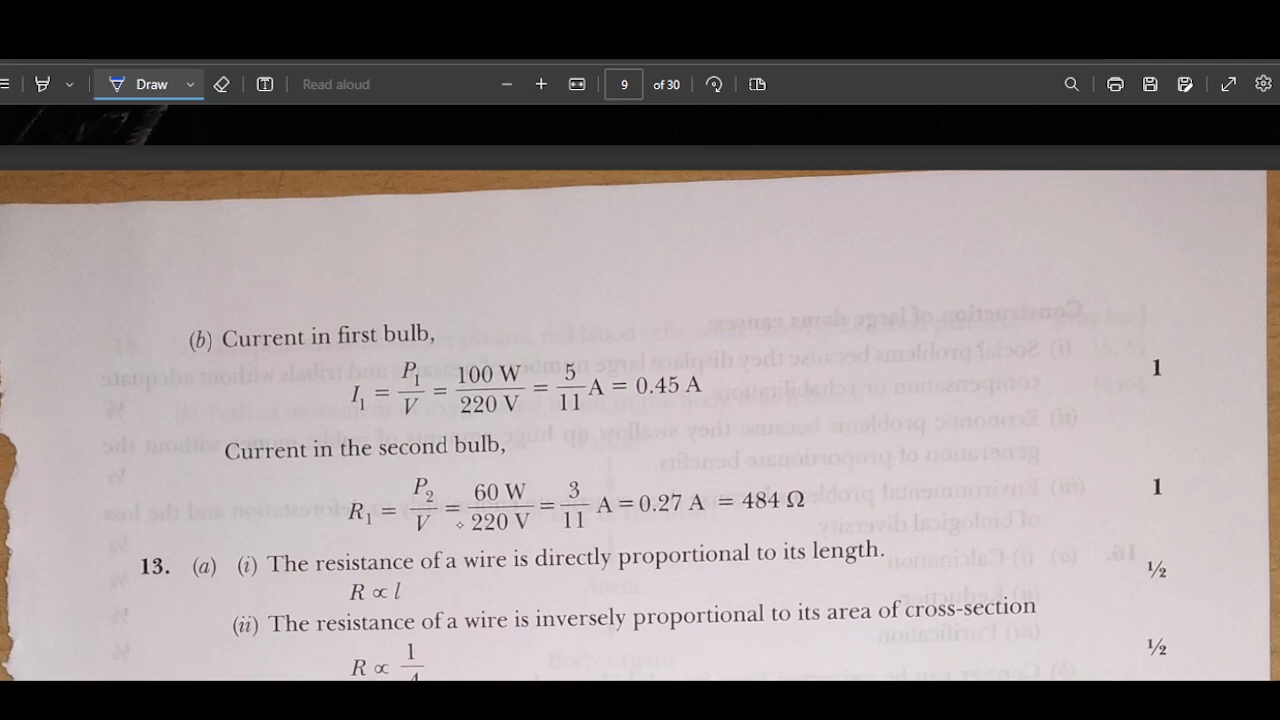 Draw
Read aloud
9 of 30
(b) Current in first bulb,
I₁ = P₁/V = 100 W/220 V = 5/11 A = 0.45 A
1
Current in the second bulb,
R₁ = P₂/V = 60 W/220 V = 3/11 A = 0.27 A = 484 Ω
1
13. (a) (i) The resistance of a wire is directly proportional to its length.
½
R ∝ l
(ii) The resistance of a wire is inversely proportional to its area of cross-section
½
R ∝ 1/